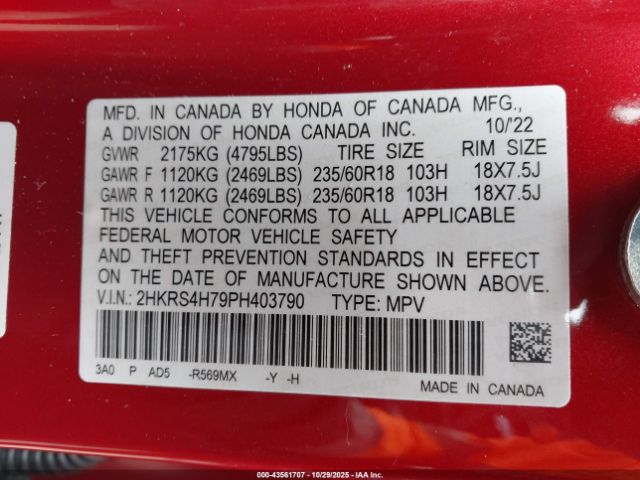 MFD. IN CANADA BY HONDA OF CANADA MFG.,
A DIVISION OF HONDA CANADA INC. 10/'22
GVWR 2175KG (4795LBS) TIRE SIZE RIM SIZE
GAWR F 1120KG (2469LBS) 235/60R18 103H 18X7.5J
GAWR R 1120KG (2469LBS) 235/60R18 103H 18X7.5J
THIS VEHICLE CONFORMS TO ALL APPLICABLE
FEDERAL MOTOR VEHICLE SAFETY
AND THEFT PREVENTION STANDARDS IN EFFECT
ON THE DATE OF MANUFACTURE SHOWN ABOVE.
V.I.N.: 2HKRS4H79PH403790 TYPE: MPV
3A0 P AD5 -R569MX -Y -H
MADE IN CANADA
000-43561707 - 10/29/2025 - IAA Inc.